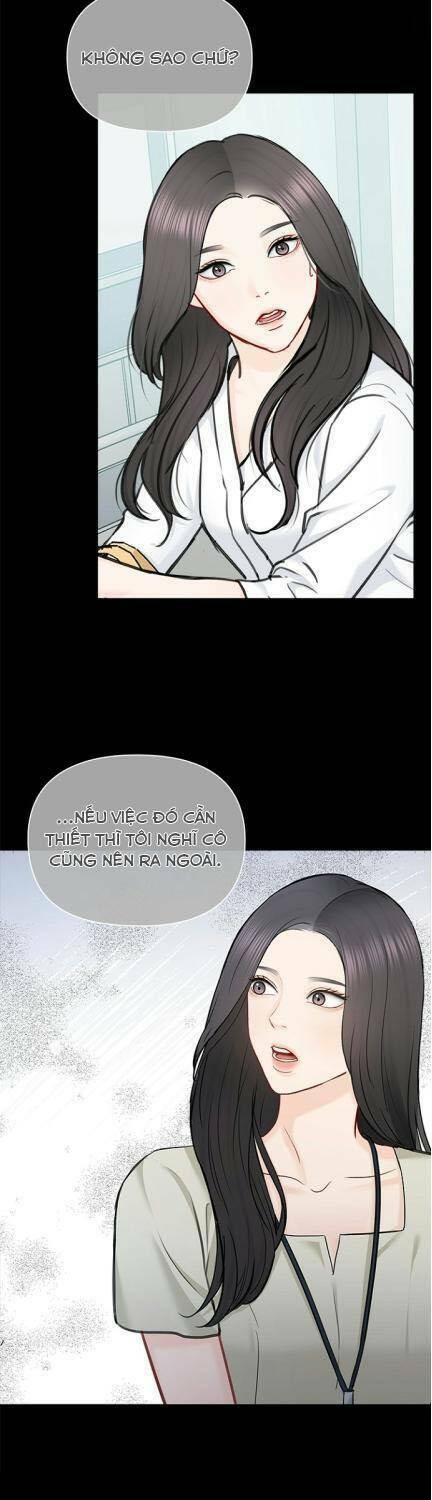 KHÔNG SAO CHỨ?
...NẾU VIỆC ĐÓ CẦN
THIẾT THÌ TÔI NGHĨ CÔ
CŨNG NÊN RA NGOÀI.